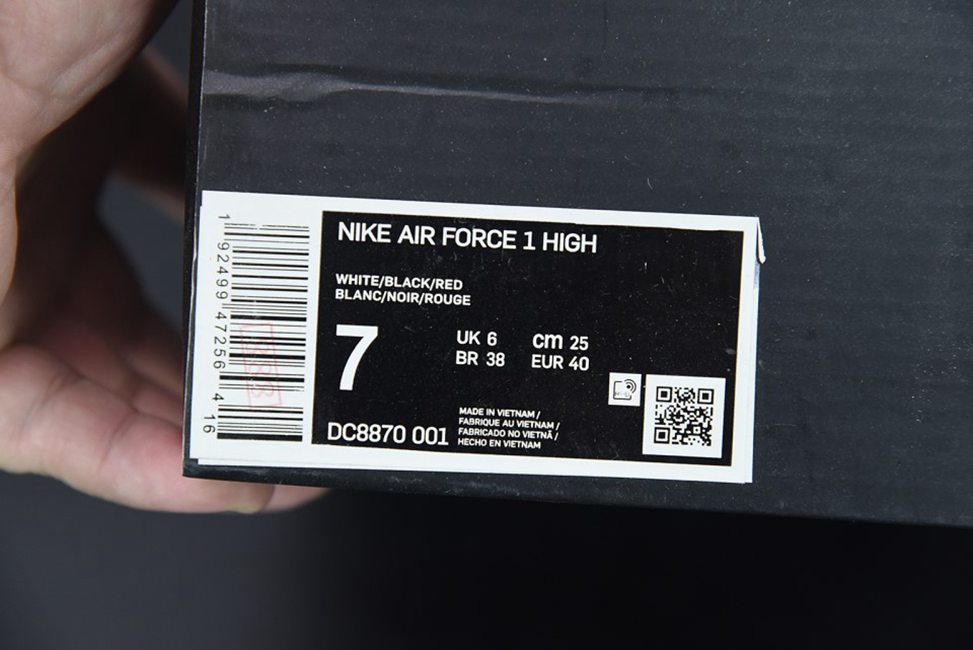 NIKE AIR FORCE 1 HIGH
WHITE/BLACK/RED
BLANC/NOIR/ROUGE
7
UK 6
cm 25
BR 38
EUR 40
DC8870 001
MADE IN VIETNAM /
FABRIQUE AU VIETNAM /
FABRICADO NO VIETNÃ /
HECHO EN VIETNAM
1 92499 47256 4 16